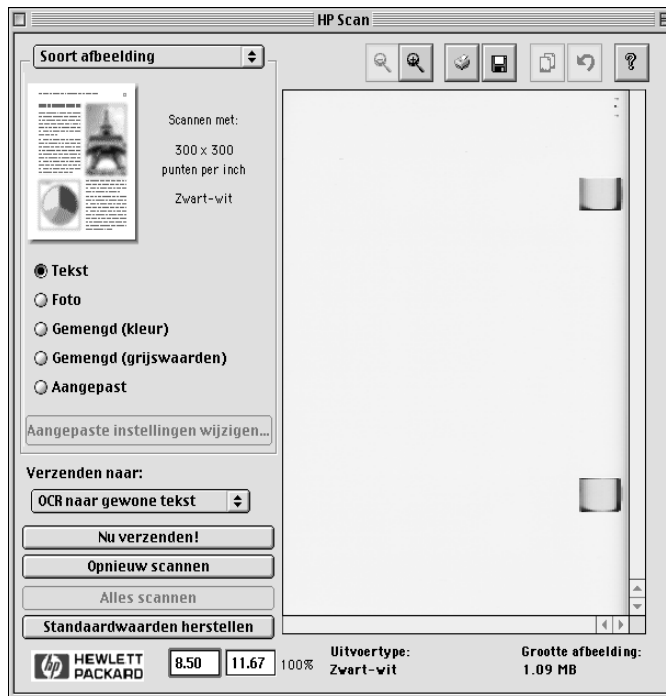 HP Scan
Soort afbeelding
Scannen met:
300 x 300
punten per inch
Zwart-wit
Tekst
Foto
Gemengd (kleur)
Gemengd (grijswaarden)
Aangepast
Aangepaste instellingen wijzigen...
Verzenden naar:
OCR naar gewone tekst
Nu verzenden!
Opnieuw scannen
Alles scannen
Standaardwaarden herstellen
hp HEWLETT
PACKARD
8.50 11.67 100%
Uitvoertype:
Zwart-wit
Grootte afbeelding:
1.09 MB
?